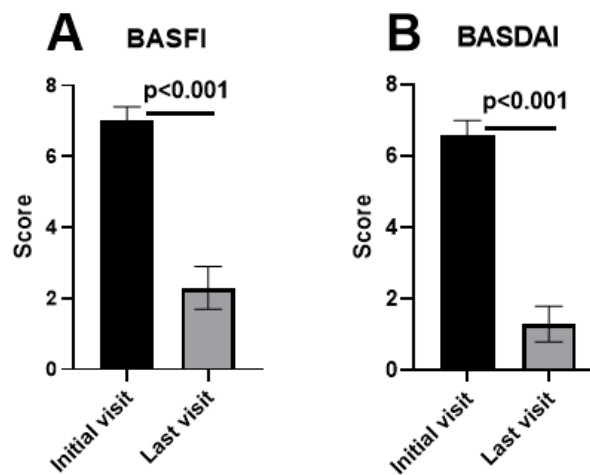 A BASFI
8
p<0.001
6
Score
4
2
0
Initial visit
Last visit
B BASDAI
8
p<0.001
6
Score
4
2
0
Initial visit
Last visit